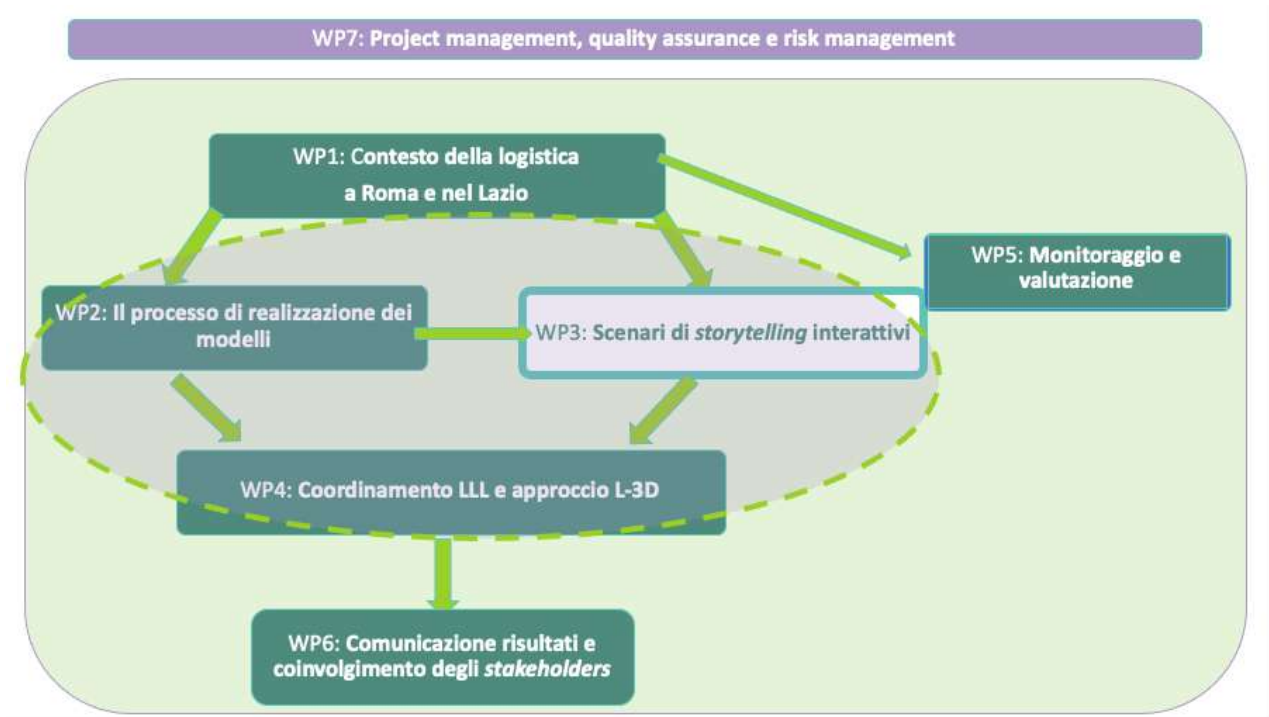 WP7: Project management, quality assurance e risk management
WP1: Contesto della logistica
a Roma e nel Lazio
WP5: Monitoraggio e
valutazione
WP2: Il processo di realizzazione dei
modelli
WP3: Scenari di storytelling interattivi
WP4: Coordinamento LLL e approccio L-3D
WP6: Comunicazione risultati e
coinvolgimento degli stakeholders